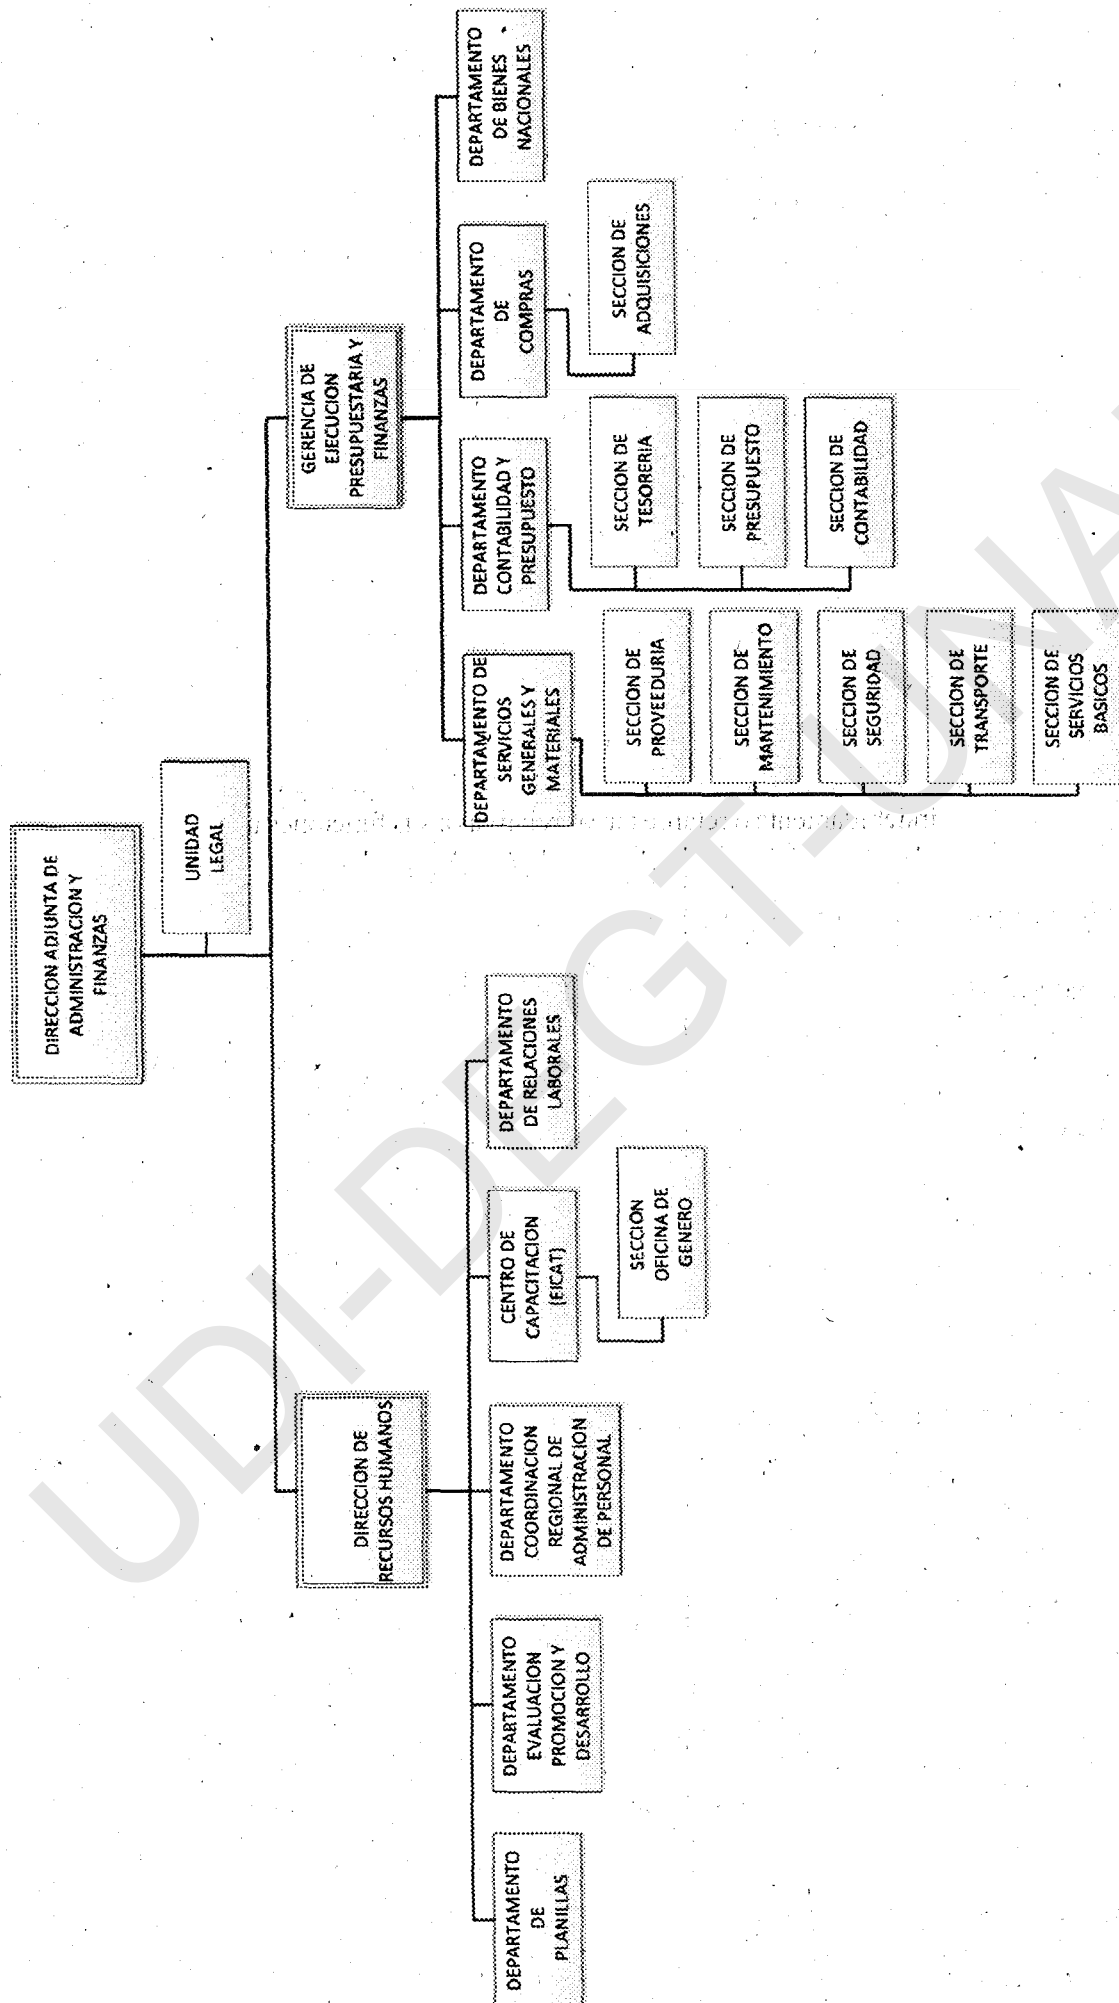 DIRECCION ADJUNTA DE
ADMINISTRACION Y
FINANZAS
UNIDAD
LEGAL
DIRECCION DE
RECURSOS HUMANOS
GERENCIA DE
EJECUCION
PRESUPUESTARIA Y
FINANZAS
DEPARTAMENTO
DE
PLANILLAS
DEPARTAMENTO
EVALUACION
PROMOCION Y
DESARROLLO
DEPARTAMENTO
COORDINACION
REGIONAL DE
ADMINISTRACION
DE PERSONAL
CENTRO DE
CAPACITACION
(EICAT)
SECCION
OFICINA DE
GENERO
DEPARTAMENTO
DE RELACIONES
LABORALES
DEPARTAMENTO DE
SERVICIOS
GENERALES Y
MATERIALES
SECCION DE
PROVEEDURIA
SECCION DE
MANTENIMIENTO
SECCION DE
SEGURIDAD
SECCION DE
TRANSPORTE
SECCION DE
SERVICIOS
BASICOS
DEPARTAMENTO
CONTABILIDAD Y
PRESUPUESTO
SECCION DE
TESORERIA
SECCION DE
PRESUPUESTO
SECCION DE
CONTABILIDAD
DEPARTAMENTO
DE
COMPRAS
SECCION DE
ADQUISICIONES
DEPARTAMENTO
DE BIENES
NACIONALES
UDI-DEGT-UNA